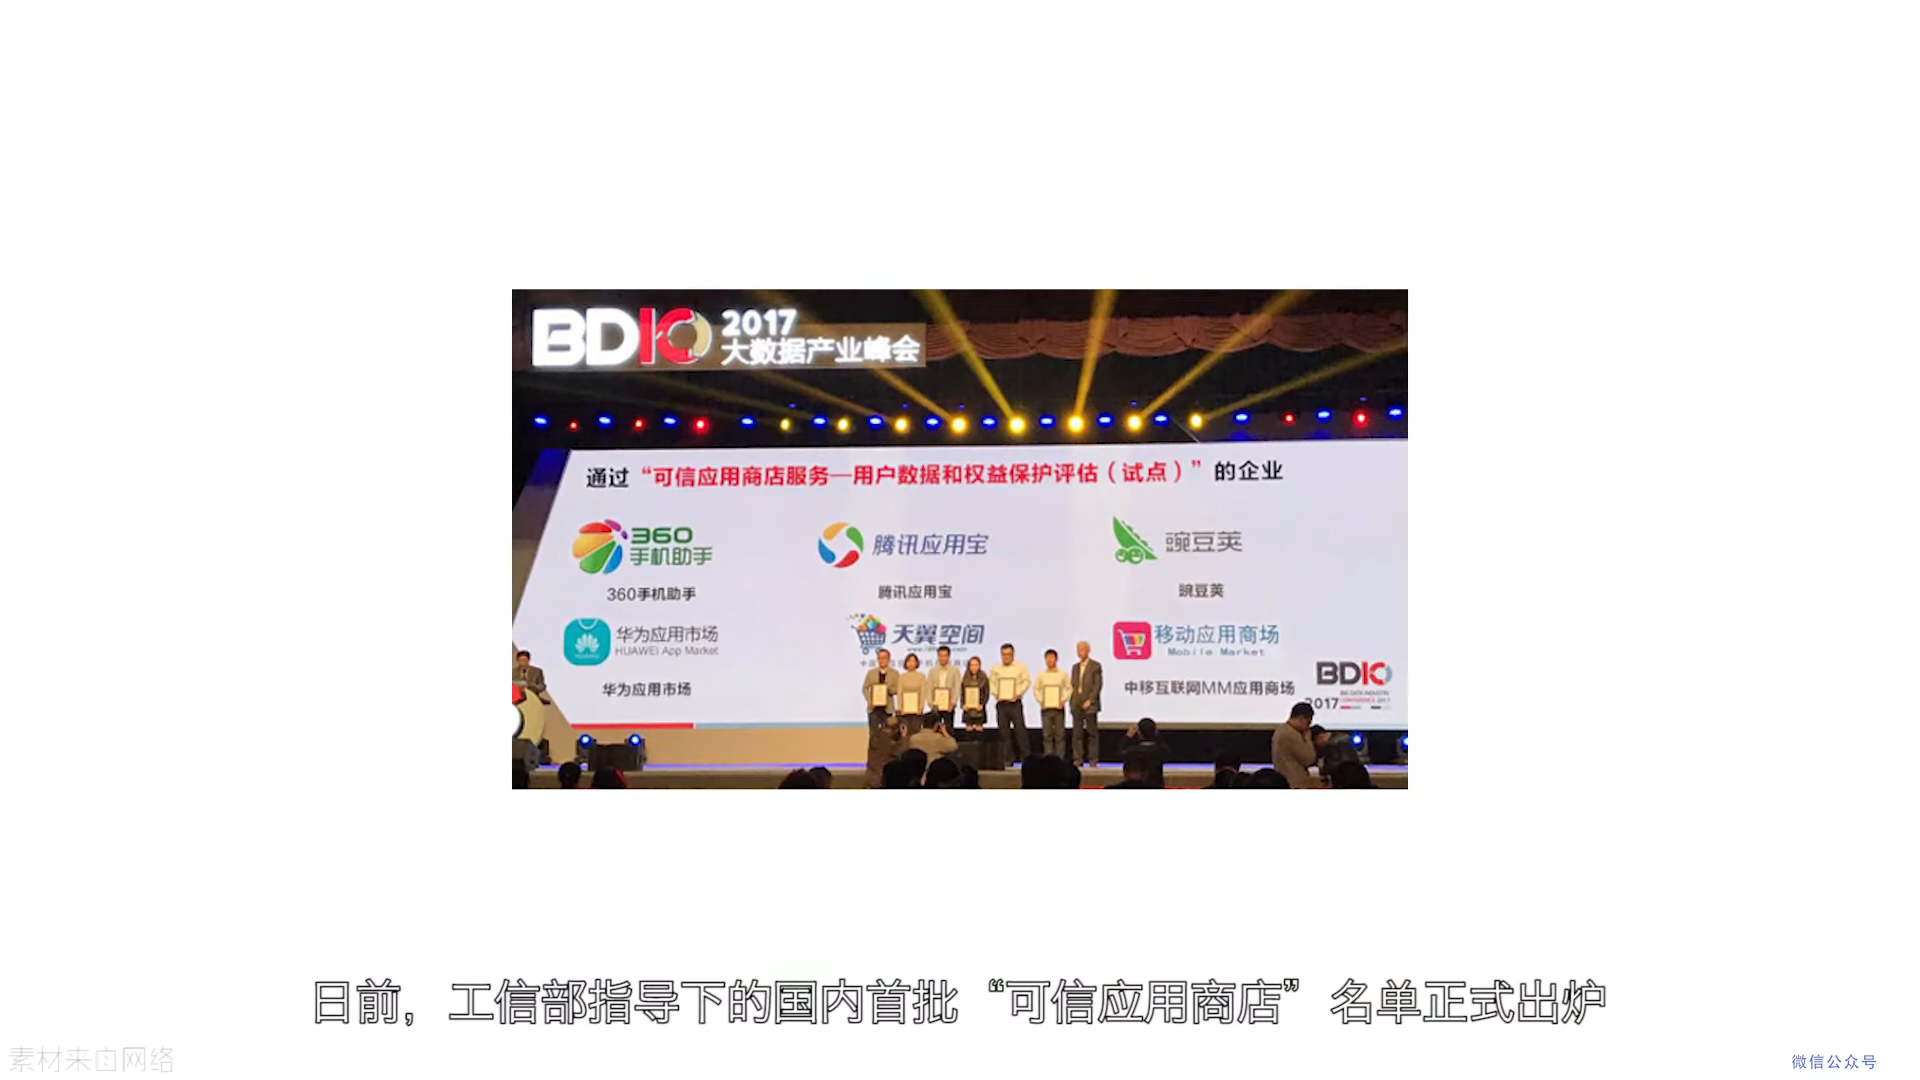 BDIC 2017
大数据产业峰会
通过“可信应用商店服务—用户数据和权益保护评估（试点）”的企业
360
手机助手
腾讯应用宝
豌豆荚
360手机助手
腾讯应用宝
豌豆荚
华为应用市场
HUAWEI App Market
天翼空间
移动应用商场
Mobile Market
华为应用市场
中移互联网MM应用商场
BDIC
2017
日前，工信部指导下的国内首批“可信应用商店”名单正式出炉
素材来自网络
微信公众号